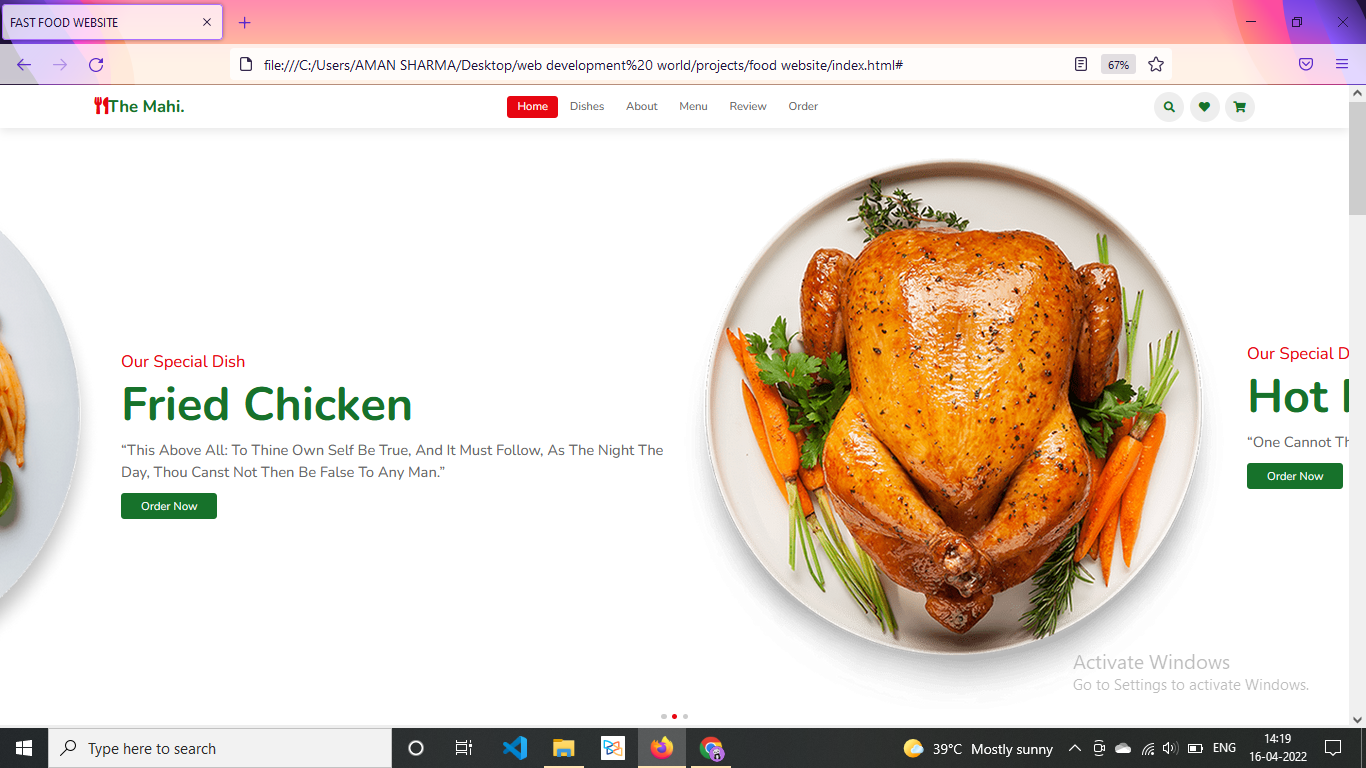 FAST FOOD WEBSITE
file:///C:/Users/AMAN SHARMA/Desktop/web development%20 world/projects/food website/index.html#
67%
The Mahi.
Home Dishes About Menu Review Order
Our Special Dish
Fried Chicken
“This Above All: To Thine Own Self Be True, And It Must Follow, As The Night The
Day, Thou Canst Not Then Be False To Any Man.”
Order Now
Our Special D
Hot
“One Cannot Th
Order Now
Activate Windows
Go to Settings to activate Windows.
Type here to search
39°C Mostly sunny
ENG
14:19
16-04-2022